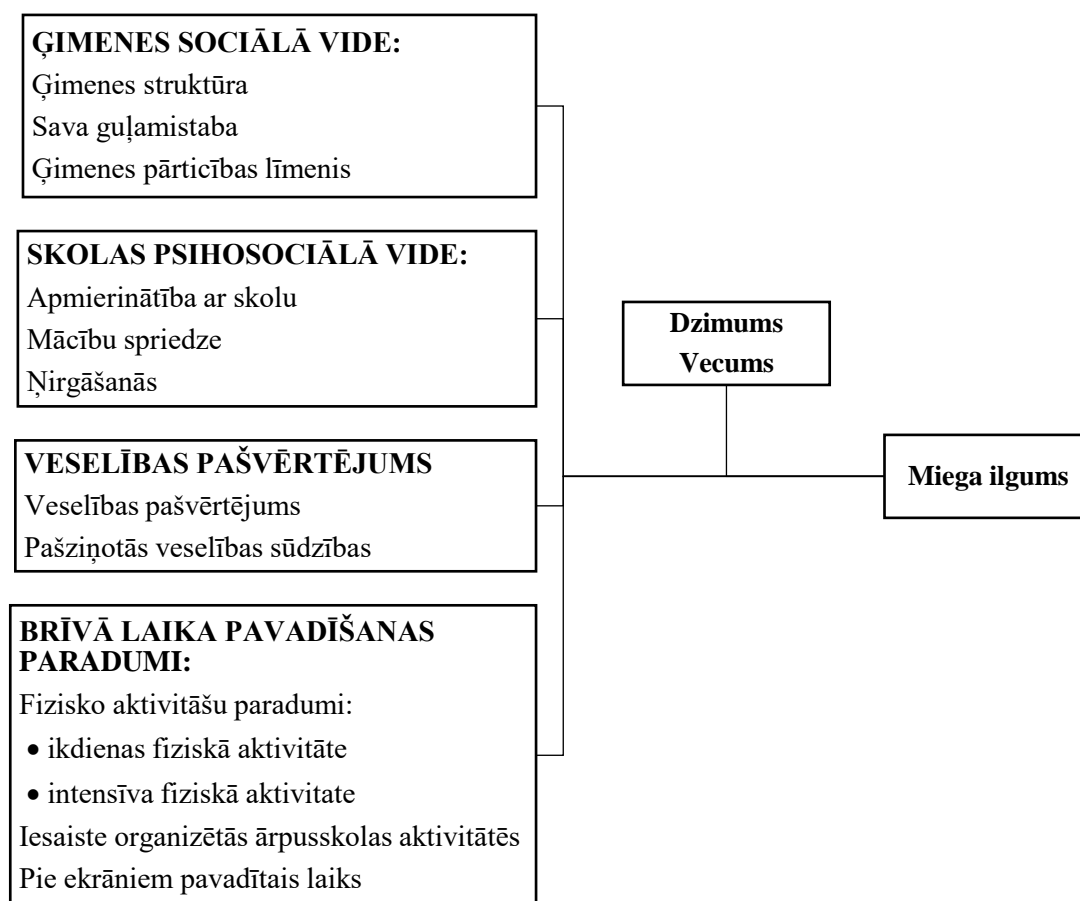 ĢIMENES SOCIĀLĀ VIDE:
Ģimenes struktūra
Sava guļamistaba
Ģimenes pārticības līmenis
SKOLAS PSIHOSOCIĀLĀ VIDE:
Apmierinātība ar skolu
Mācību spriedze
Ņirgāšanās
VESELĪBAS PAŠVĒRTĒJUMS
Veselības pašvērtējums
Pašziņotās veselības sūdzības
BRĪVĀ LAIKA PAVADĪŠANAS
PARADUMI:
Fizisko aktivitāšu paradumi:
• ikdienas fiziskā aktivitāte
• intensīva fiziskā aktivitate
Iesaiste organizētās ārpusskolas aktivitātēs
Pie ekrāniem pavadītais laiks
Dzimums
Vecums
Miega ilgums